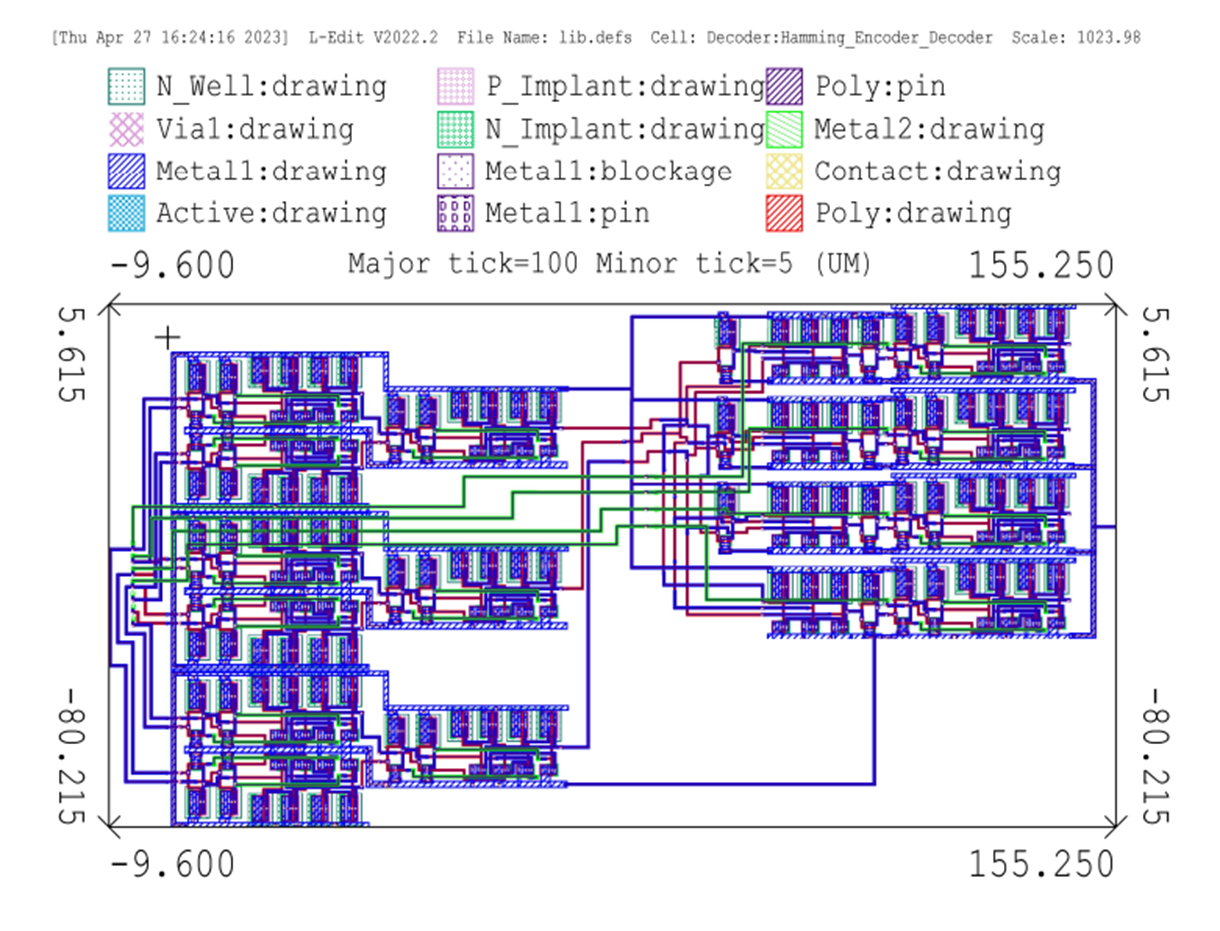 [Thu Apr 27 16:24:16 2023] L-Edit V2022.2 File Name: lib.defs Cell: Decoder:Hamming_Encoder_Decoder Scale: 1023.98
N_Well:drawing P_Implant:drawing Poly:pin
Via1:drawing N_Implant:drawing Metal2:drawing
Metal1:drawing Metal1:blockage Contact:drawing
Active:drawing Metal1:pin Poly:drawing
-9.600 Major tick=100 Minor tick=5 (UM) 155.250
5.615 5.615
-80.215 -80.215
-9.600 155.250